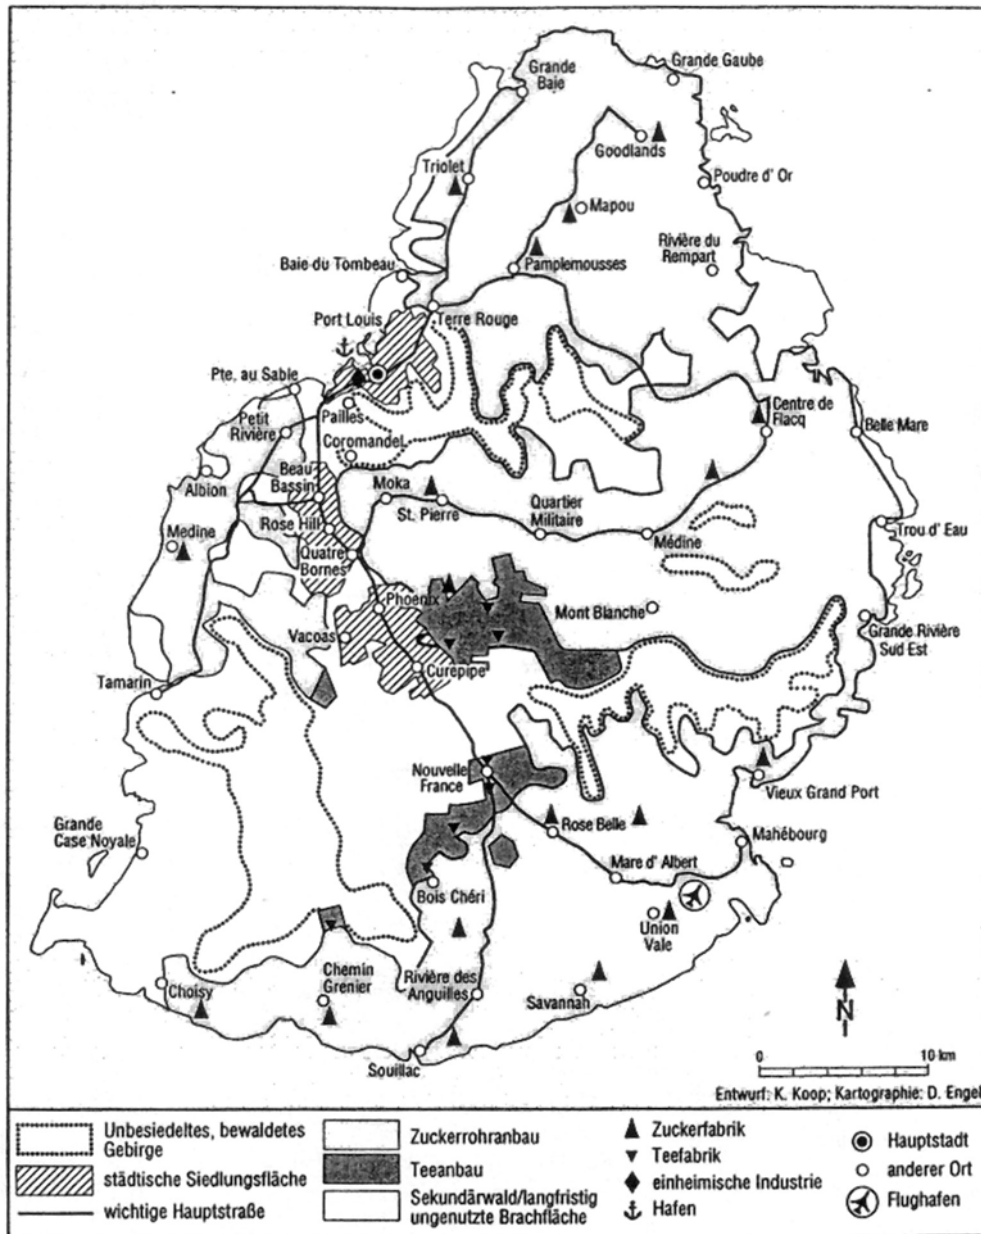 Grande Gaube
Grande
Baie
Goodlands
Triolet
Poudre d' Or
Mapou
Rivière du
Rempart
Baie du Tombeau
Pamplemousses
Port Louis
Terre Rouge
Pte. au Sable
Pailles
Centre de
Flacq
Petit
Rivière
Belle Mare
Coromandel
Beau
Bassin
Albion
Moka
St. Pierre
Quartier
Militaire
Rose Hill
Trou d' Eau
Medine
Médine
Quatre
Bornes
Phoenix
Mont Blanche
Vacoas
Grande Rivière
Sud Est
Curepipe
Tamarin
Nouvelle
France
Vieux Grand Port
Grande
Case Noyale
Rose Belle
Mahébourg
Mare d' Albert
Bois Chéri
Union
Vale
Choisy
Chemin
Grenier
Rivière des
Anguilles
Savannah
N
Souillac
0 10 km
Entwurf: K. Koop; Kartographie: D. Engel
Unbesiedeltes, bewaldetes
Gebirge
städtische Siedlungsfläche
wichtige Hauptstraße
Zuckerrohranbau
Teeanbau
Sekundärwald/langfristig
ungenutzte Brachfläche
Zuckerfabrik
Teefabrik
einheimische Industrie
Hafen
Hauptstadt
anderer Ort
Flughafen